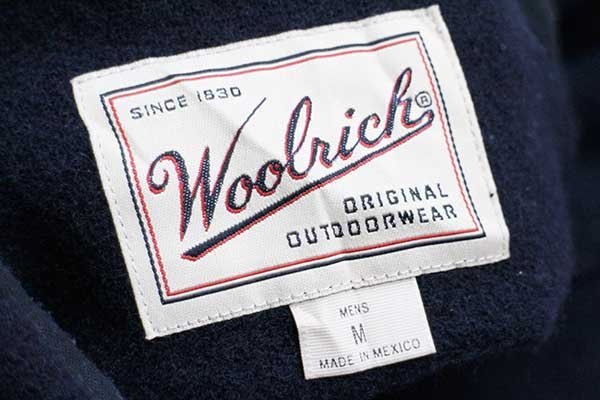 SINCE 1830
Woolrich®
ORIGINAL
OUTDOORWEAR
MENS
M
MADE IN MEXICO